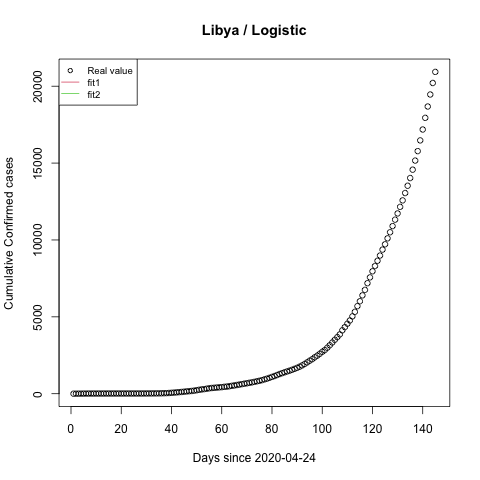 Libya / Logistic
Real value
fit1
fit2
Cumulative Confirmed cases
20000
15000
10000
5000
0
0 20 40 60 80 100 120 140
Days since 2020-04-24